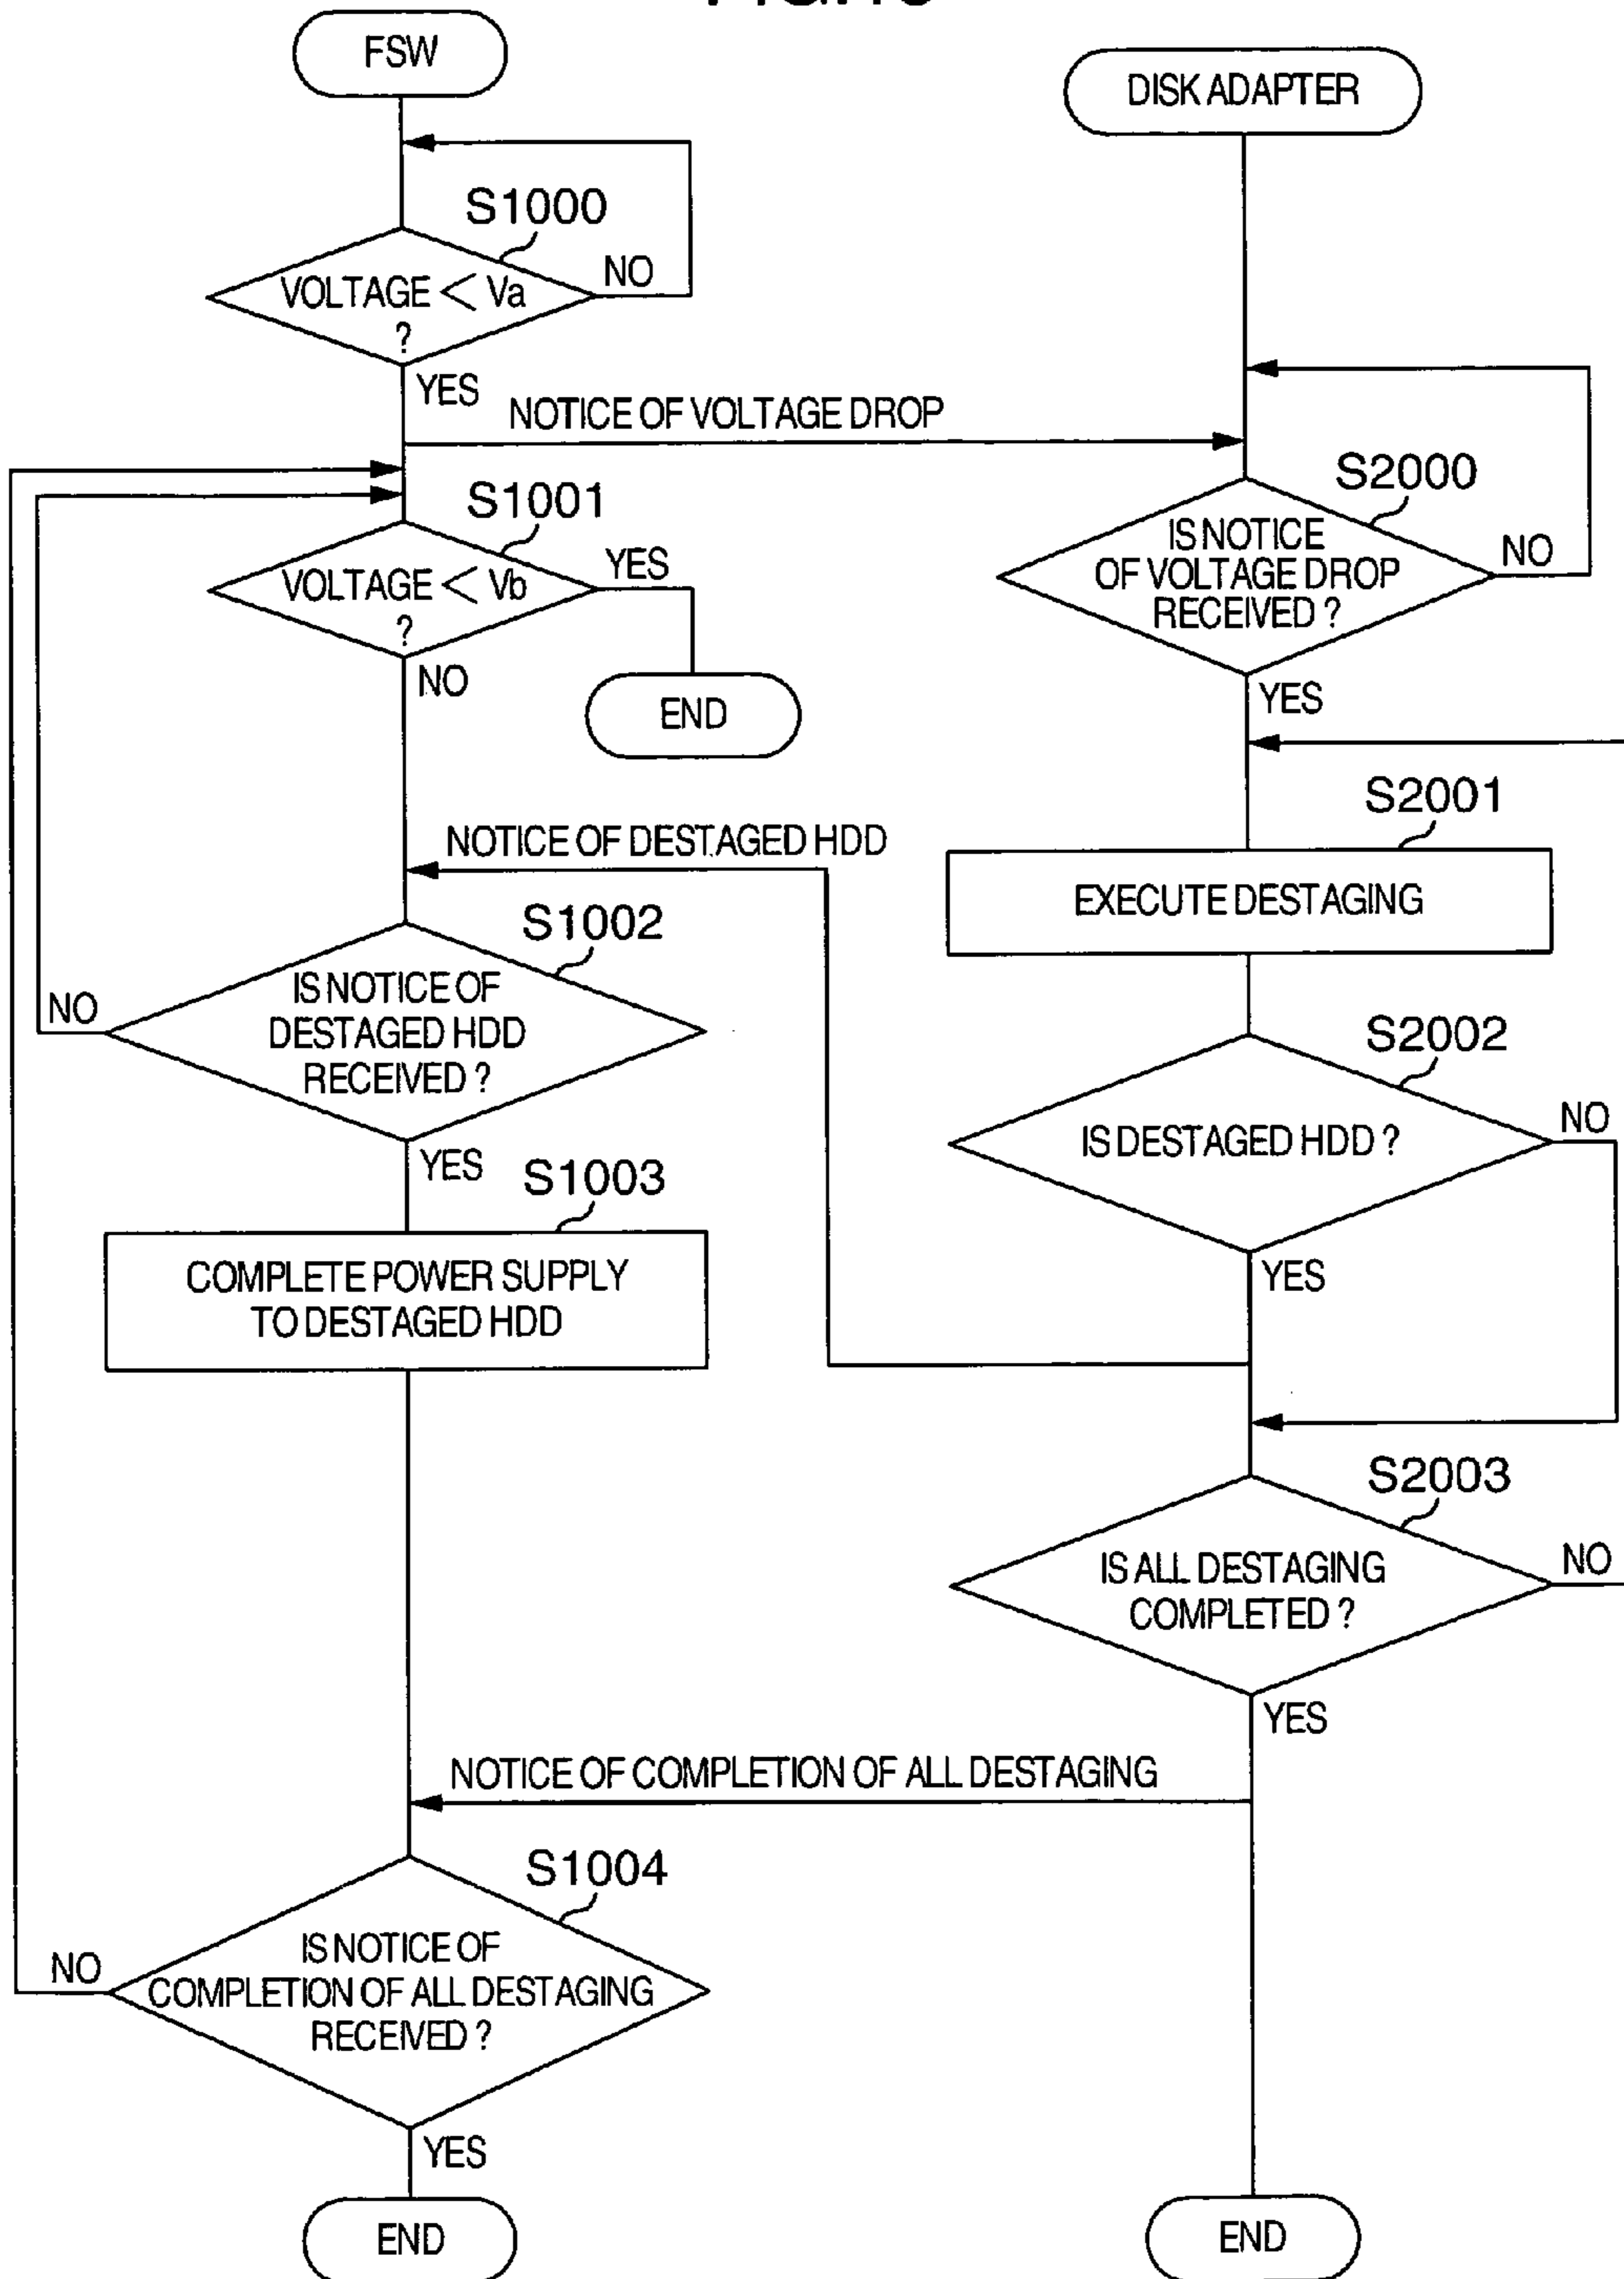 FSW
DISK ADAPTER
S1000
VOLTAGE < Va
?
NO
YES
NOTICE OF VOLTAGE DROP
S1001
VOLTAGE < Vb
?
YES
NO
END
S2000
IS NOTICE
OF VOLTAGE DROP
RECEIVED ?
NO
YES
S2001
EXECUTE DESTAGING
NOTICE OF DESTAGED HDD
S1002
IS NOTICE OF
DESTAGED HDD
RECEIVED ?
NO
YES
S2002
IS DESTAGED HDD ?
NO
YES
S1003
COMPLETE POWER SUPPLY
TO DESTAGED HDD
S2003
IS ALL DESTAGING
COMPLETED ?
NO
YES
NOTICE OF COMPLETION OF ALL DESTAGING
S1004
IS NOTICE OF
COMPLETION OF ALL DESTAGING
RECEIVED ?
NO
YES
END
END